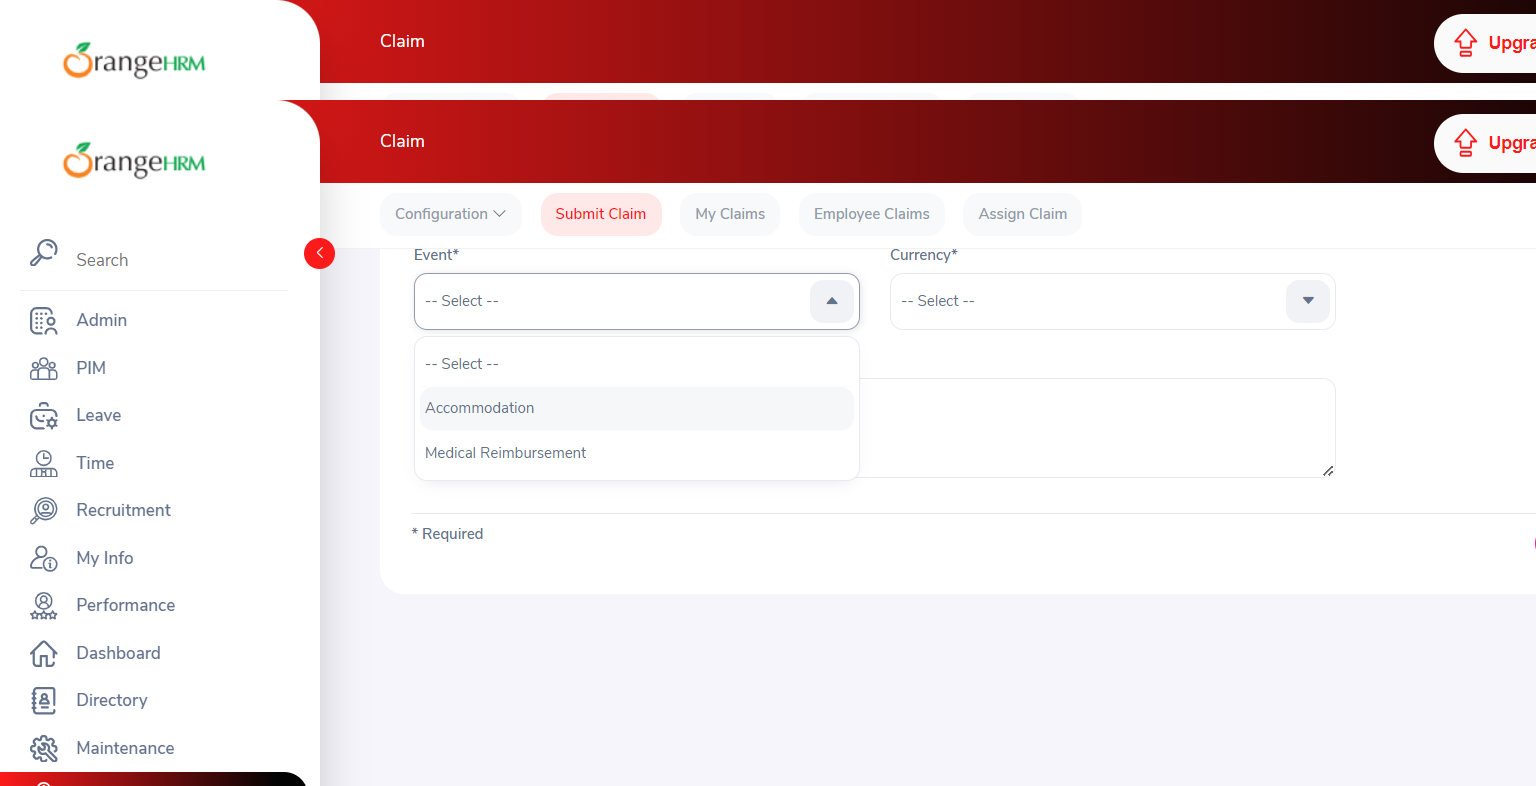 OrangeHRM
Claim
Upgra
OrangeHRM
Claim
Upgra
Configuration
Submit Claim
My Claims
Employee Claims
Assign Claim
Search
Admin
PIM
Leave
Time
Recruitment
My Info
Performance
Dashboard
Directory
Maintenance
Event*
Currency*
-- Select --
-- Select --
-- Select --
Accommodation
Medical Reimbursement
* Required